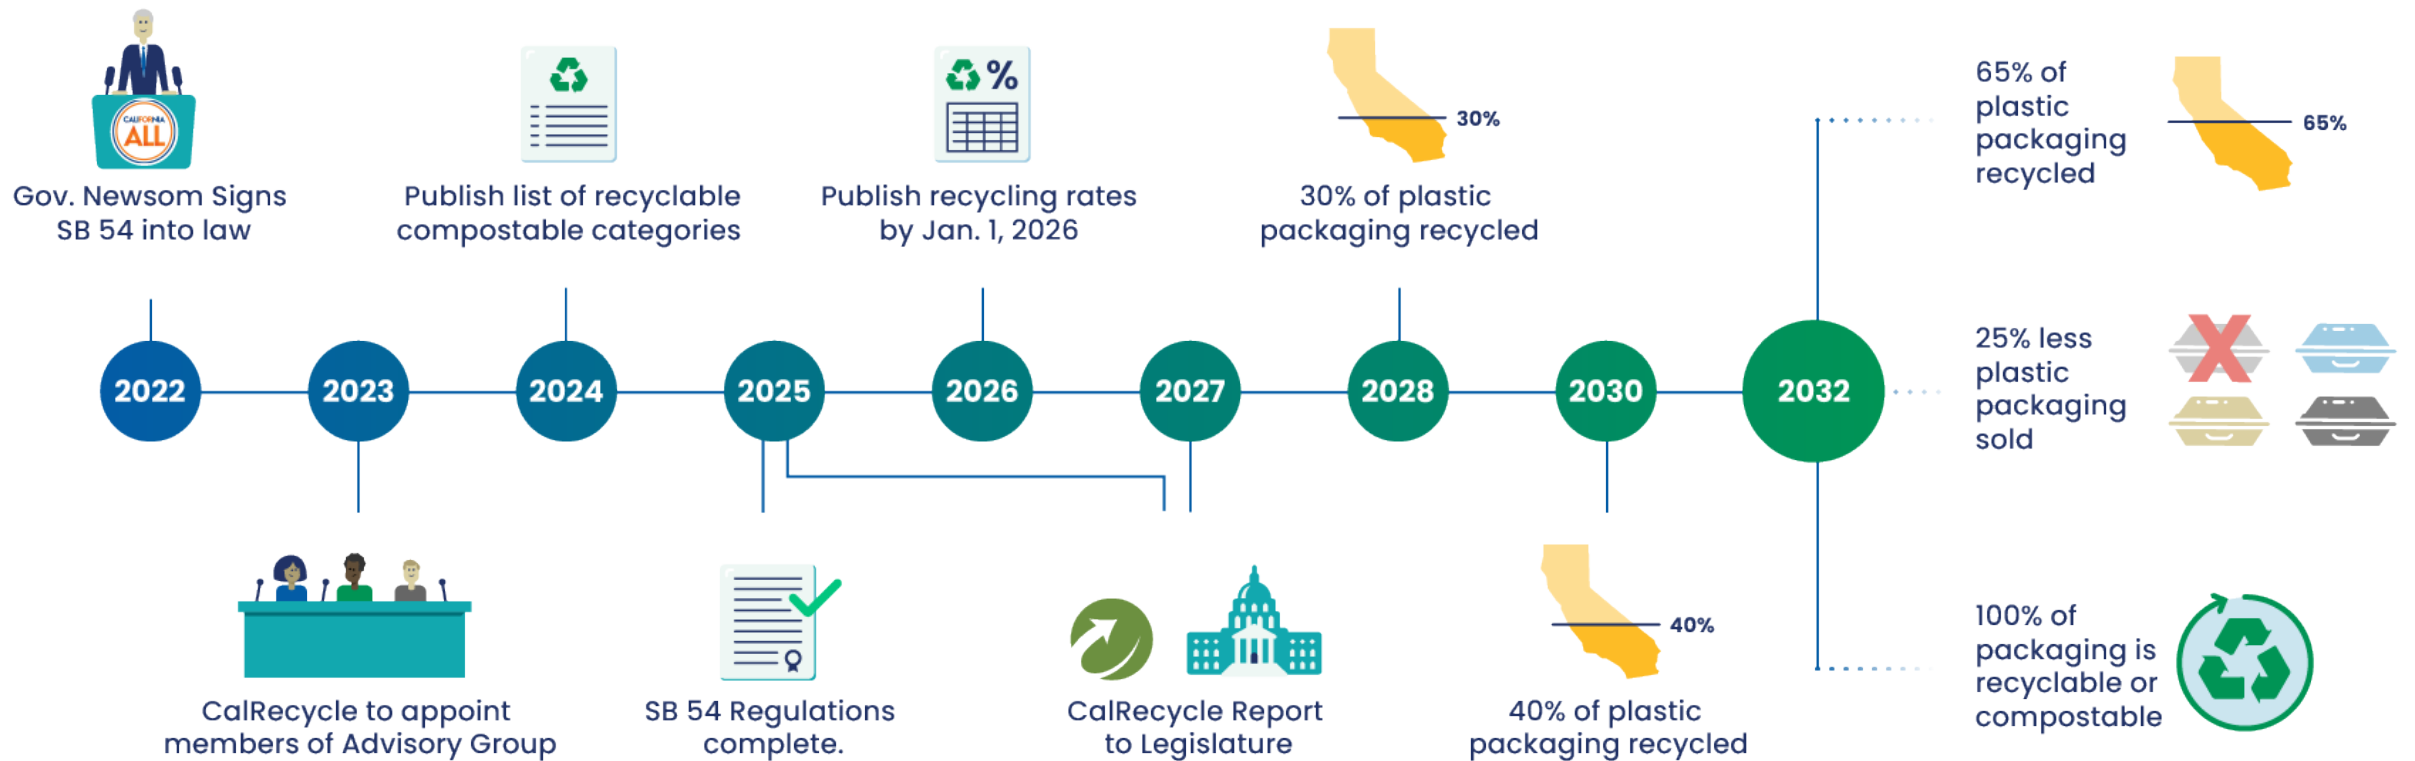 CALIFORNIA
ALL
Gov. Newsom Signs
SB 54 into law
Publish list of recyclable
compostable categories
%
Publish recycling rates
by Jan. 1, 2026
30%
30% of plastic
packaging recycled
65% of
plastic
packaging
recycled
65%
2022
2023
2024
2025
2026
2027
2028
2030
2032
25% less
plastic
packaging
sold
X
CalRecycle to appoint
members of Advisory Group
SB 54 Regulations
complete.
CalRecycle Report
to Legislature
40%
40% of plastic
packaging recycled
100% of
packaging is
recyclable or
compostable